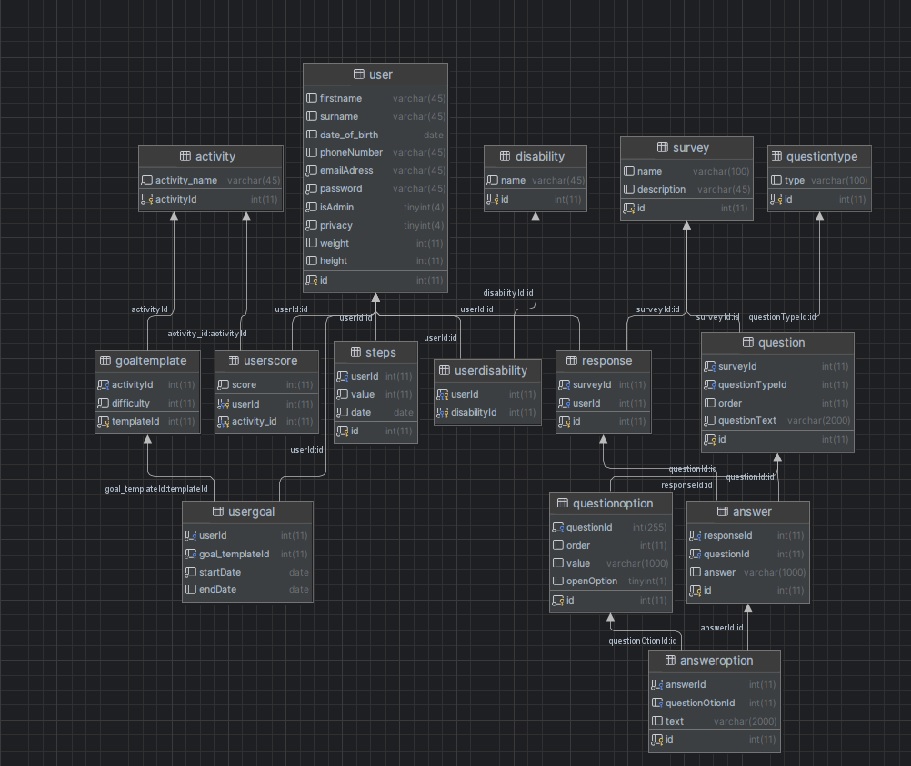 user
firstname varchar(45)
surname varchar(45)
date_of_birth date
phoneNumber varchar(45)
emailAdress varchar(45)
password varchar(45)
isAdmin tinyint(4)
privacy tinyint(4)
weight int(11)
height int(11)
id int(11)
activity
activity_name varchar(45)
activityId int(11)
disability
name varchar(45)
id int(11)
survey
name varchar(100)
description varchar(45)
id int(11)
questiontype
type varchar(100)
id int(11)
activityId
activity_id:activityId
userId:id
userId:id
userId:id
userId:id
disabilityId:id
surveyId:id
surveyId:id
questionTypeId:id
goaltemplate
activityId int(11)
difficulty int(11)
templateId int(11)
userscore
score int(11)
userId int(11)
activity_id int(11)
steps
userId int(11)
value int(11)
date date
id int(11)
userdisability
userId int(11)
disabilityId int(11)
response
surveyId int(11)
userId int(11)
id int(11)
question
surveyId int(11)
questionTypeId int(11)
order int(11)
questionText varchar(2000)
id int(11)
userId:id
goal_templateId:templateId
questionId:id
questionId:id
responseId:id
usergoal
userId int(11)
goal_templateId int(11)
startDate date
endDate date
questionoption
questionId int(255)
order int(11)
value varchar(1000)
openOption tinyint(1)
id int(11)
answer
responseId int(11)
questionId int(11)
answer varchar(1000)
id int(11)
answerId:id
questionOtionId:id
answeroption
answerId int(11)
questionOtionId int(11)
text varchar(2000)
id int(11)